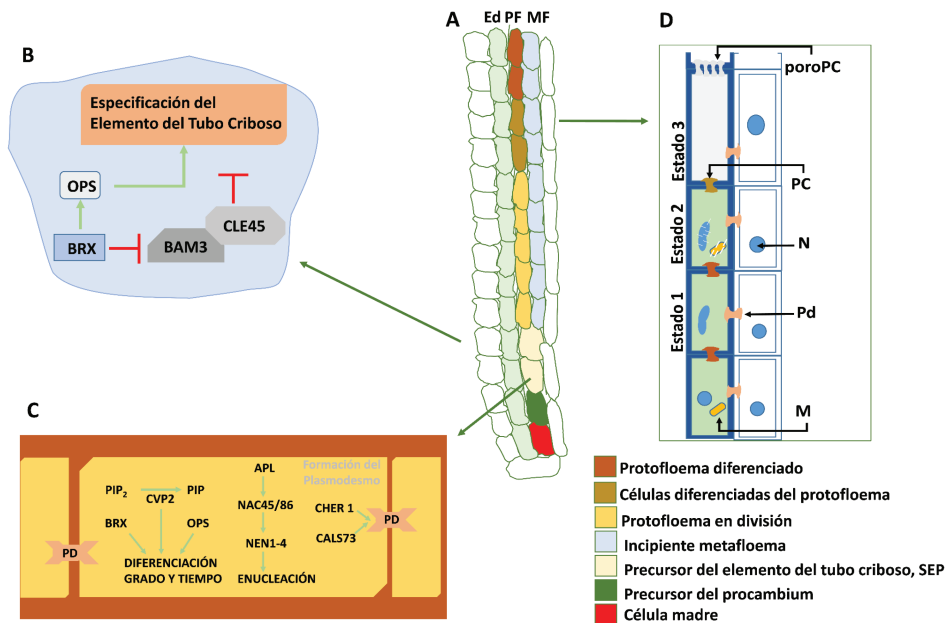 A
Ed PF MF
B
Especificación del
Elemento del Tubo Criboso
OPS
BRX
BAM3
CLE45
C
PIP2
CVP2
PIP
BRX
OPS
DIFERENCIACIÓN
GRADO Y TIEMPO
APL
NAC45/86
NEN1-4
ENUCLEACIÓN
Formación del
Plasmodesmo
CHER 1
CALS73
PD
PD
D
poroPC
PC
N
Pd
M
Estado 3
Estado 2
Estado 1
Protofloema diferenciado
Células diferenciadas del protofloema
Protofloema en división
Incipiente metafloema
Precursor del elemento del tubo criboso, SEP
Precursor del procambium
Célula madre